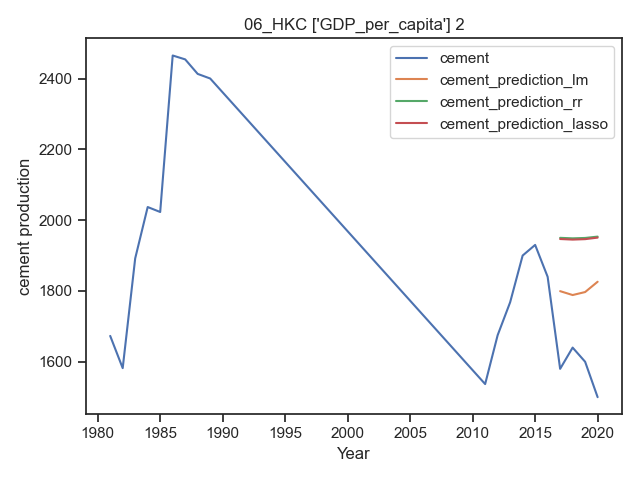 06_HKC ['GDP_per_capita'] 2
cement
cement_prediction_lm
cement_prediction_rr
cement_prediction_lasso
cement production
2400
2200
2000
1800
1600
1980 1985 1990 1995 2000 2005 2010 2015 2020
Year